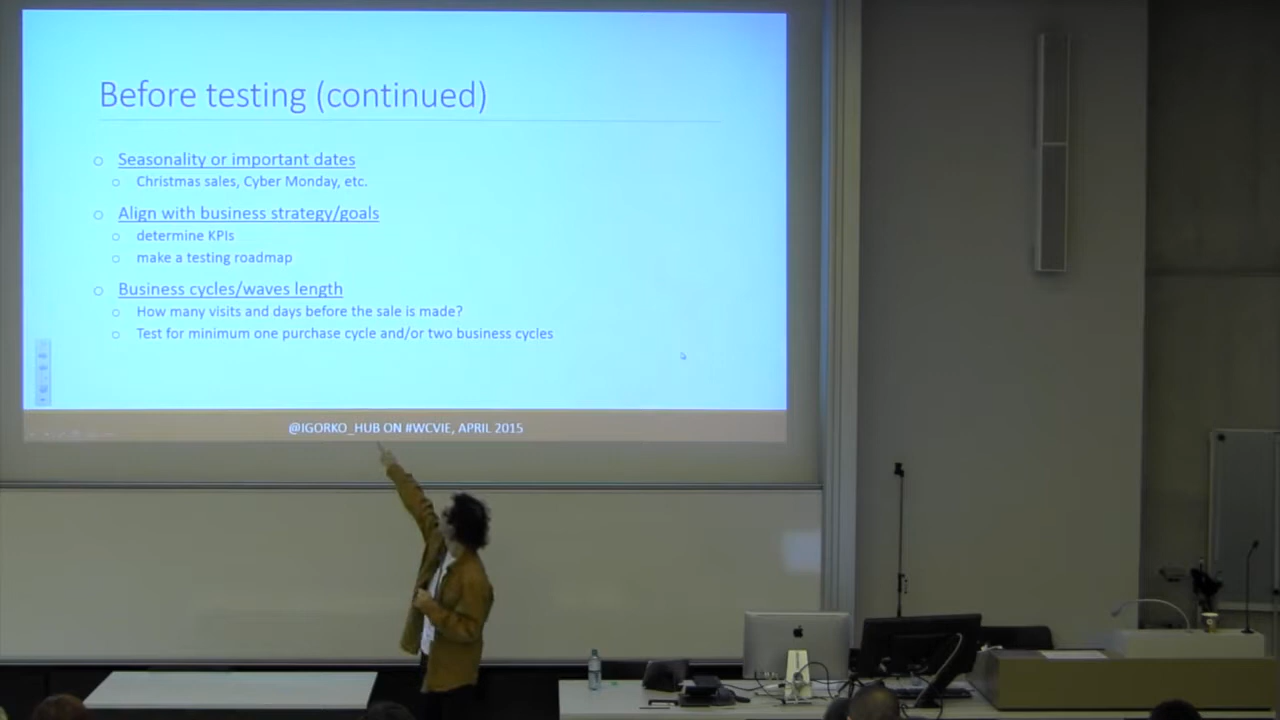 Before testing (continued)
Seasonality or important dates
Christmas sales, Cyber Monday, etc.
Align with business strategy/goals
determine KPIs
make a testing roadmap
Business cycles/waves length
How many visits and days before the sale is made?
Test for minimum one purchase cycle and/or two business cycles
@IGORKO_HUB ON #WCVIE, APRIL 2015